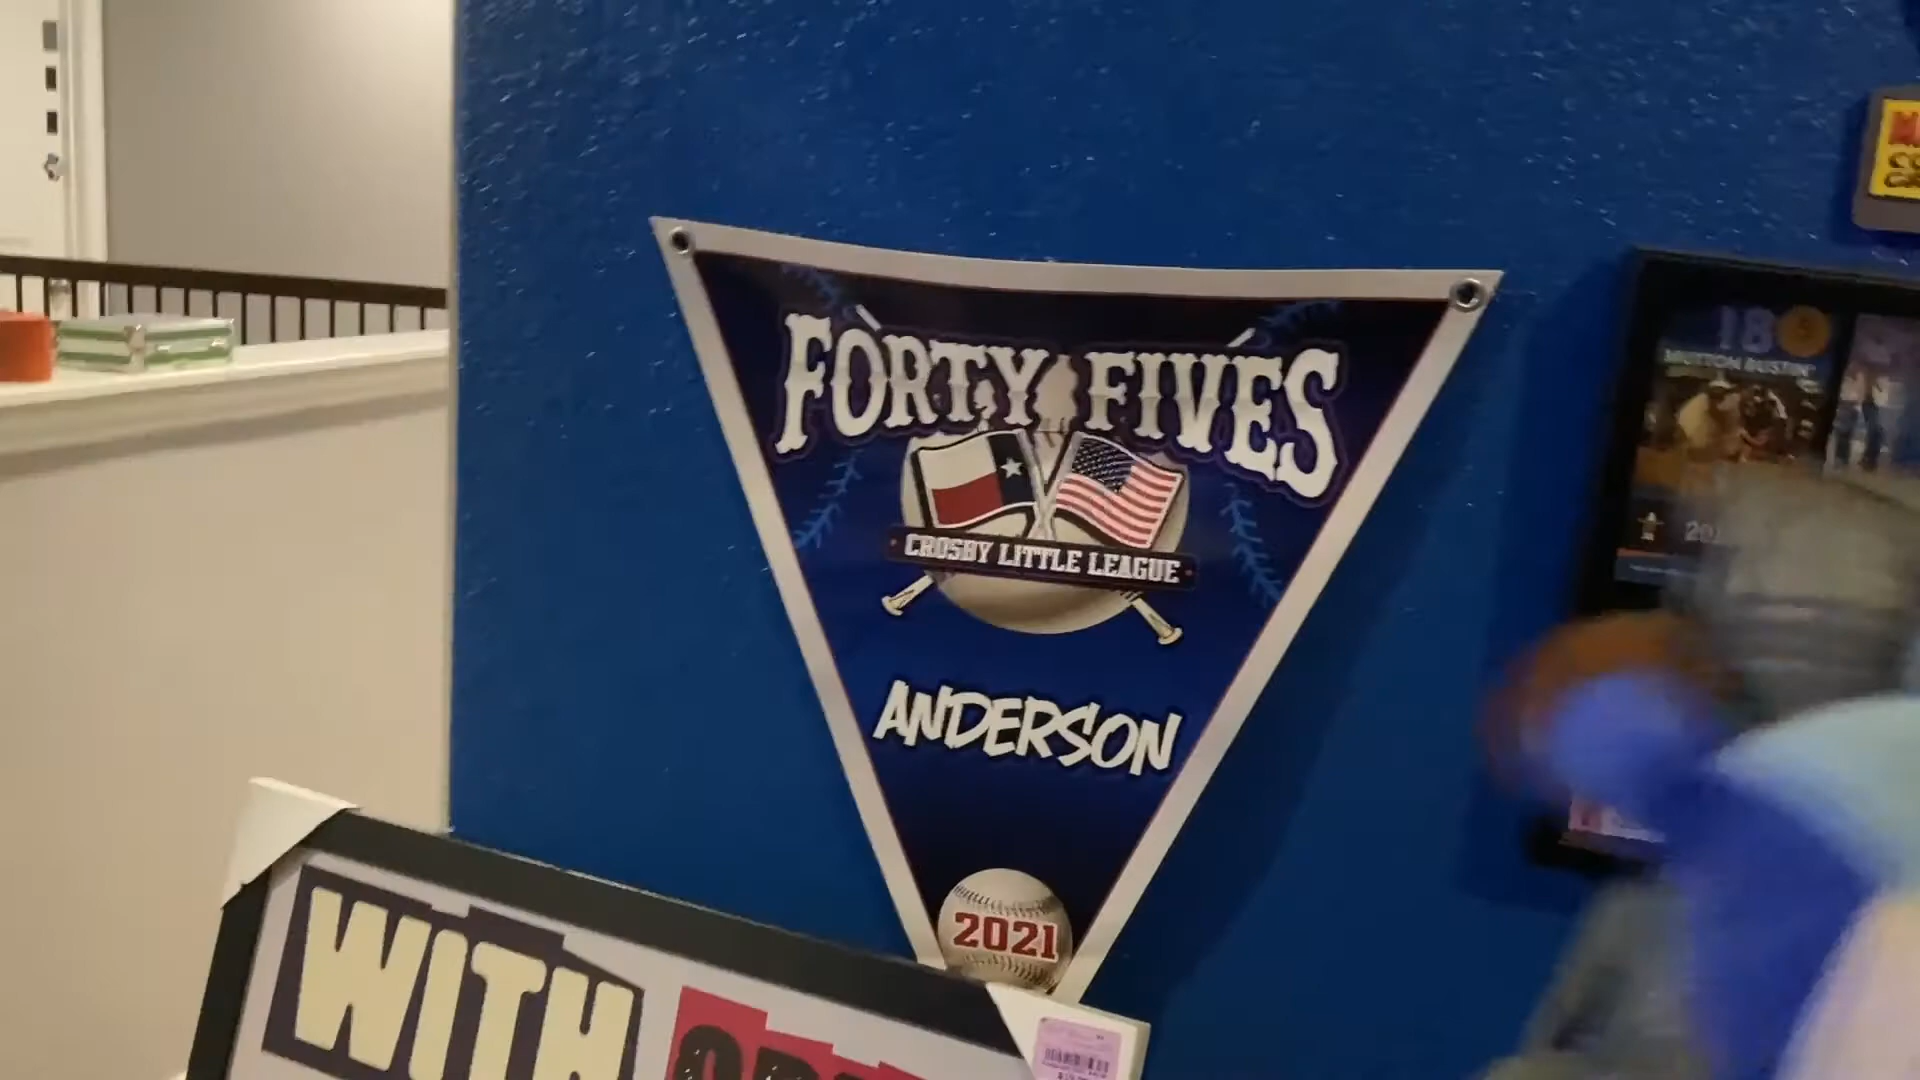 FORTY FIVES
CROSBY LITTLE LEAGUE
ANDERSON
2021
WITH
18
MUTTON BUSTIN'